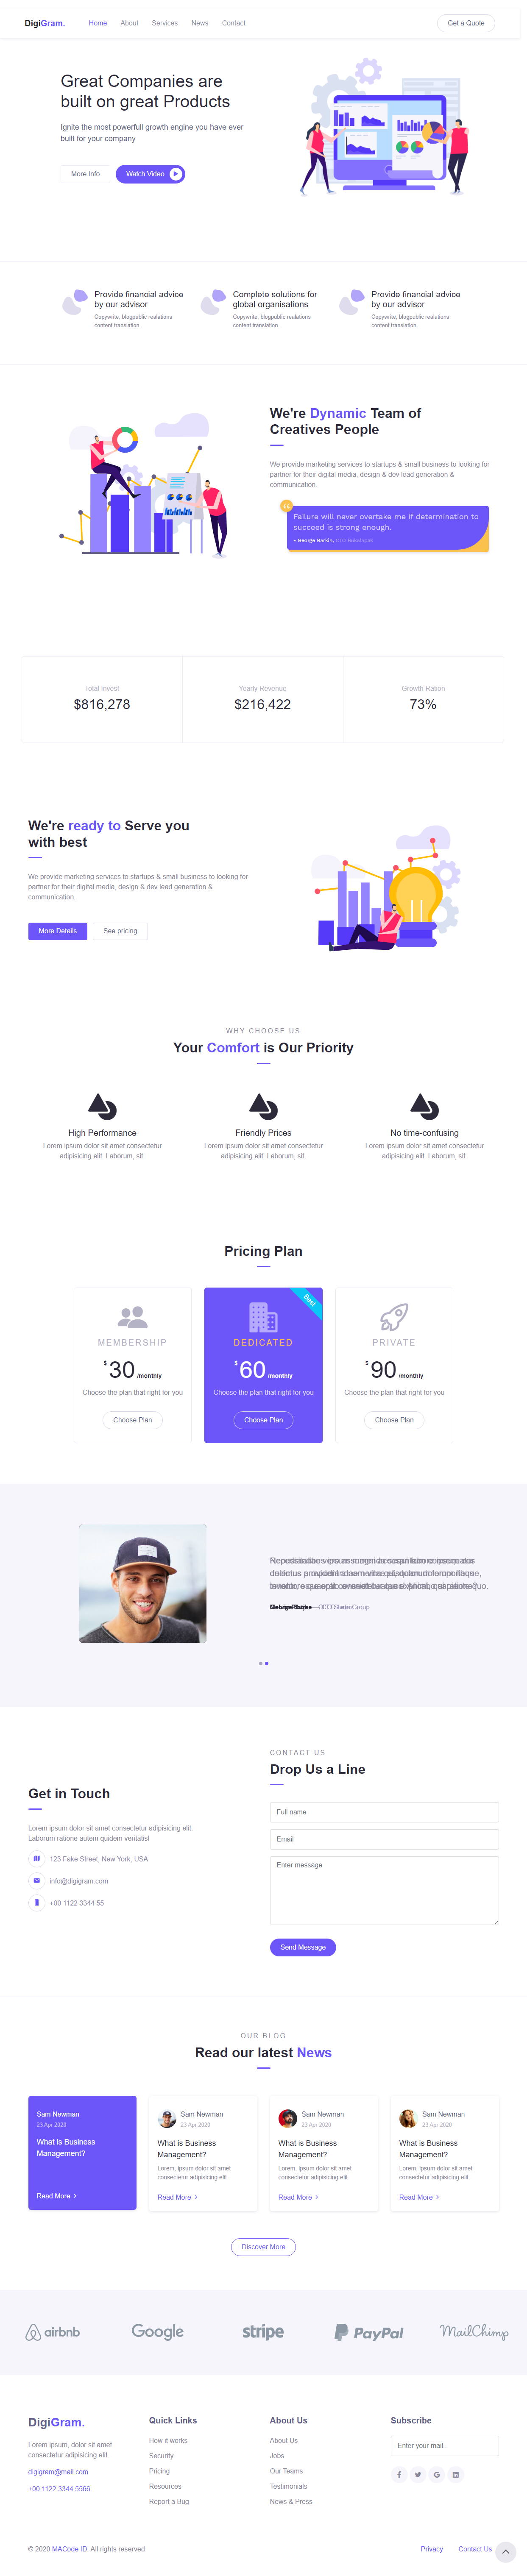 DigiGram.
Home
About
Services
News
Contact
Get a Quote
Great Companies are
built on great Products
Ignite the most powerfull growth engine you have ever
built for your company
More Info
Watch Video
Provide financial advice
by our advisor
Copywrite, blogpublic realations
content translation.
Complete solutions for
global organisations
Copywrite, blogpublic realations
content translation.
Provide financial advice
by our advisor
Copywrite, blogpublic realations
content translation.
We're Dynamic Team of
Creatives People
We provide marketing services to startups & small business to looking for
partner for their digital media, design & dev lead generation &
communication.
Failure will never overtake me if determination to
succeed is strong enough.
- George Barkin,
Total Invest
$816,278
Yearly Revenue
$216,422
Growth Ration
73%
We're ready to Serve you
with best
We provide marketing services to startups & small business to looking for
partner for their digital media, design & dev lead generation &
communication
More Details
See pricing
WHY CHOOSE US
Your Comfort is Our Priority
High Performance
Lorem ipsum dolor sit amet consectetur
adipisicing elit. Laborum, sit.
Friendly Prices
Lorem ipsum dolor sit amet consectetur
adipisicing elit. Laborum, sit.
No time-confusing
Lorem ipsum dolor sit amet consectetur
adipisicing elit. Laborum, sit.
Pricing Plan
MEMBERSHIP
$30 /monthly
Choose the plan that right for you
Choose Plan
Best
DEDICATED
$60 /monthly
Choose the plan that right for you
Choose Plan
PRIVATE
$90 /monthly
Choose the plan that right for you
Choose Plan
CONTACT US
Drop Us a Line
Full name
Email
Enter message
Send Message
Get in Touch
Lorem ipsum dolor sit amet consectetur adipisicing elit.
Laborum ratione autem quidem veritatis!
123 Fake Street, New York, USA
info@digigram.com
+00 1122 3344 55
OUR BLOG
Read our latest News
Sam Newman
23 Apr 2020
What is Business
Management?
Read More
Sam Newman
23 Apr 2020
What is Business
Management?
Lorem ipsum, dolor sit amet
consectetur adipisicing elit.
Read More
Sam Newman
23 Apr 2020
What is Business
Management?
Lorem ipsum, dolor sit amet
consectetur adipisicing elit.
Read More
Sam Newman
23 Apr 2020
What is Business
Management?
Lorem ipsum, dolor sit amet
consectetur adipisicing elit.
Read More
Discover More
airbnb
Google
stripe
PayPal
MailChimp
DigiGram.
Lorem ipsum, dolor sit amet
consectetur adipisicing elit.
digigram@mail.com
+00 1122 3344 5566
Quick Links
How it works
Security
Pricing
Resources
Report a Bug
About Us
About Us
Jobs
Our Teams
Testimonials
News & Press
Subscribe
Enter your mail..
© 2020 MACode ID. All rights reserved
Privacy
Contact Us